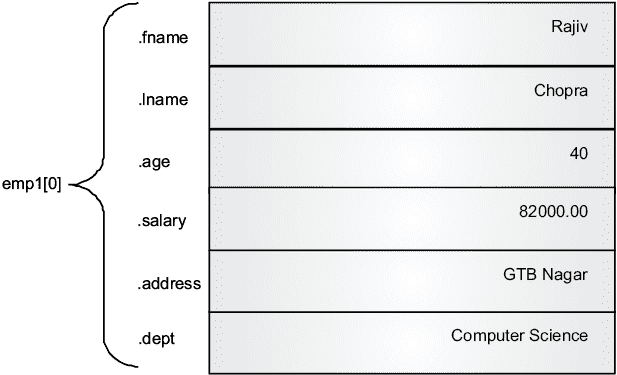 .fname Rajiv
.lname Chopra
.age 40
emp1[0]
.salary 82000.00
.address GTB Nagar
.dept Computer Science